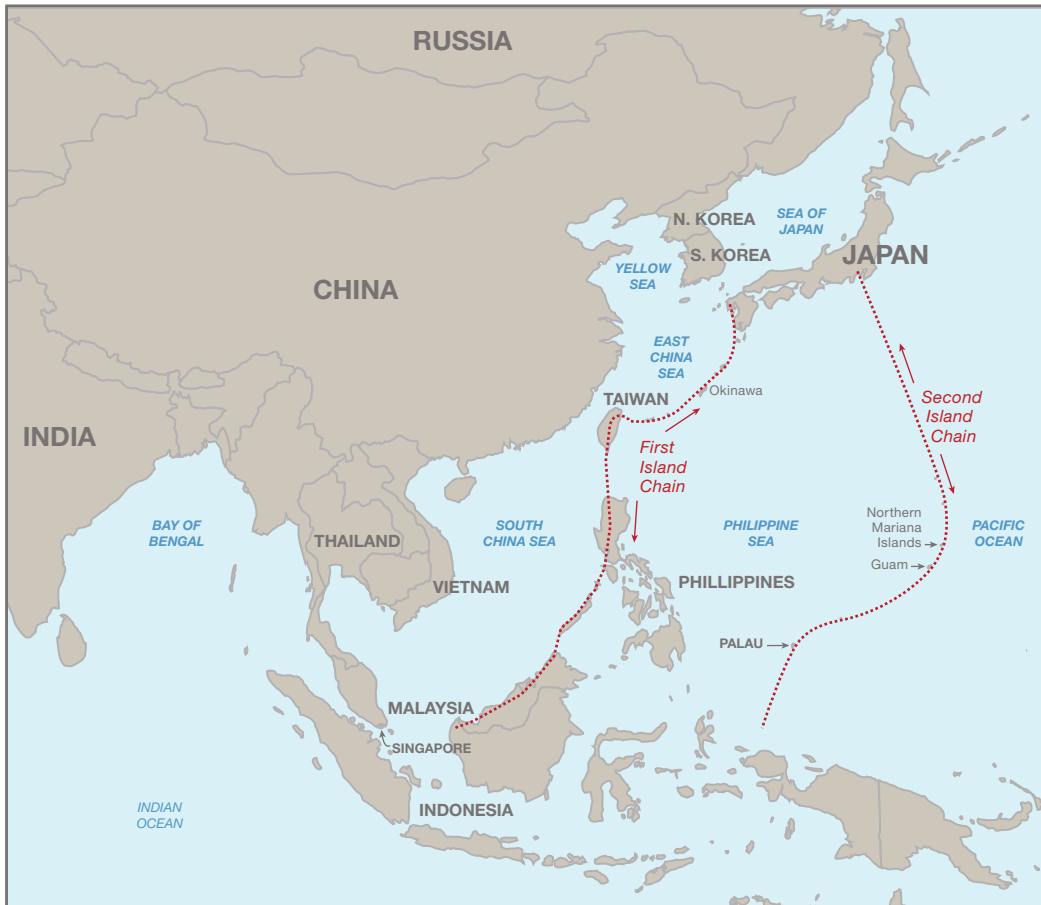 RUSSIA
N. KOREA
SEA OF
JAPAN
S. KOREA
JAPAN
YELLOW
SEA
CHINA
EAST
CHINA
SEA
Okinawa
TAIWAN
Second
Island
Chain
INDIA
First
Island
Chain
BAY OF
BENGAL
THAILAND
SOUTH
CHINA SEA
PHILIPPINE
SEA
Northern
Mariana
Islands
PACIFIC
OCEAN
Guam
VIETNAM
PHILLIPPINES
PALAU
MALAYSIA
SINGAPORE
INDONESIA
INDIAN
OCEAN